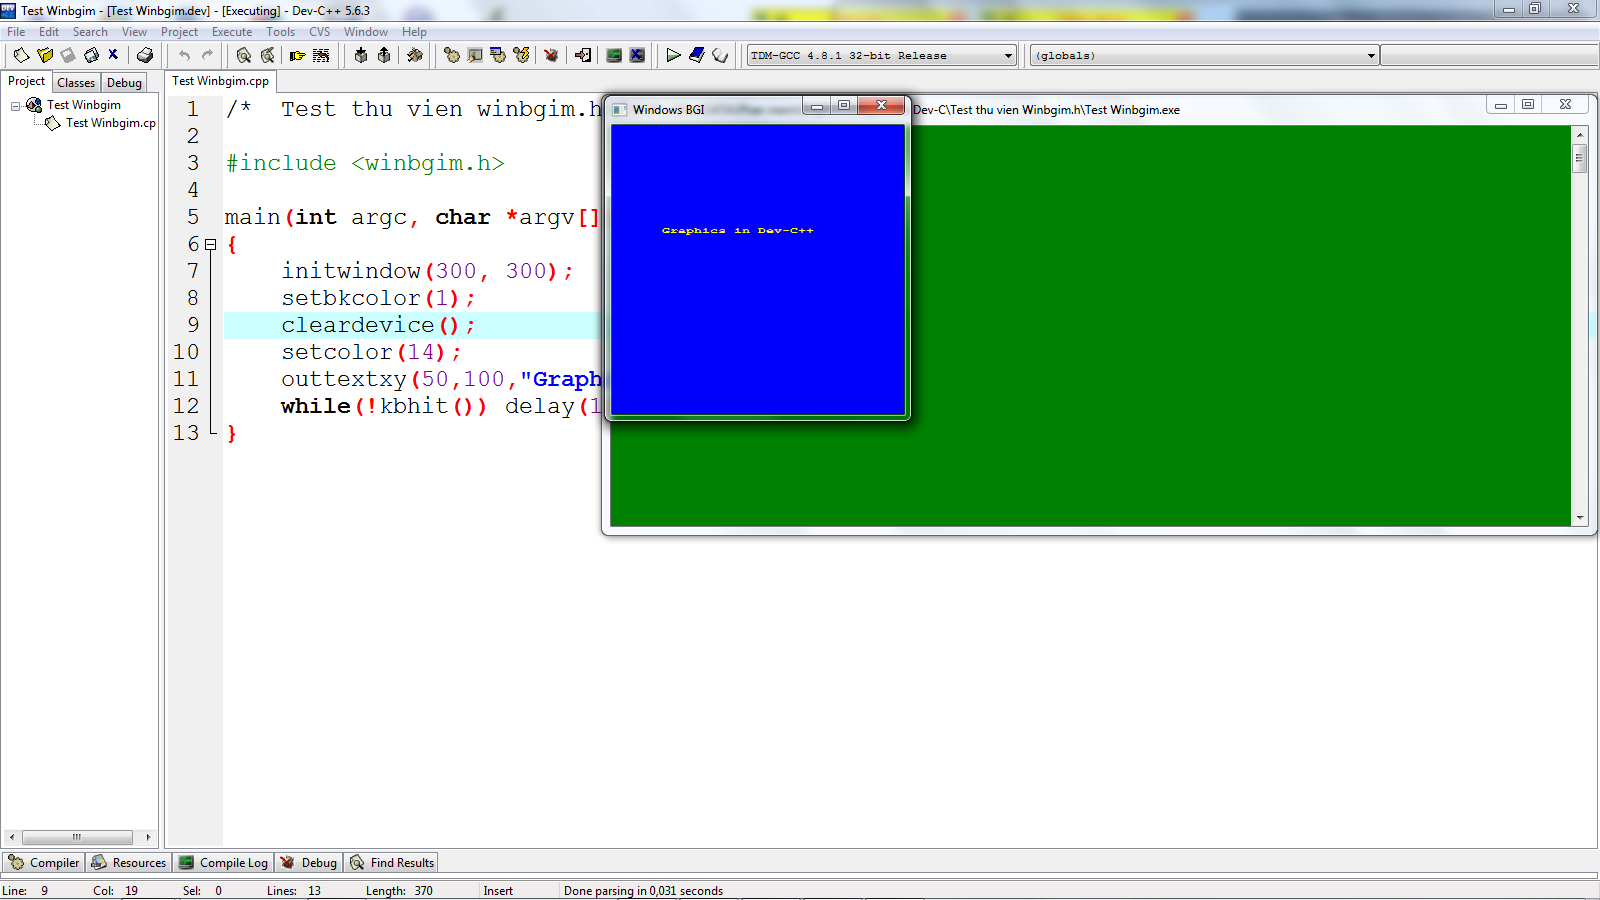 Test Winbgim - [Test Winbgim.dev] - [Executing] - Dev-C++ 5.6.3
File Edit Search View Project Execute Tools CVS Window Help
TDM-GCC 4.8.1 32-bit Release (globals)
Project Classes Debug
Test Winbgim
Test Winbgim.cp
Test Winbgim.cpp
1 /* Test thu vien winbgim.h
2
3 #include <winbgim.h>
4
5 main(int argc, char *argv[]
6 {
7 initwindow(300, 300);
8 setbkcolor(1);
9 cleardevice();
10 setcolor(14);
11 outtextxy(50,100,"Graph
12 while(!kbhit()) delay(1
13 }
Windows BGI
Dev-C\Test thu vien Winbgim.h\Test Winbgim.exe
Graphics in Dev-C++
Compiler Resources Compile Log Debug Find Results
Line: 9 Col: 19 Sel: 0 Lines: 13 Length: 370 Insert Done parsing in 0,031 seconds